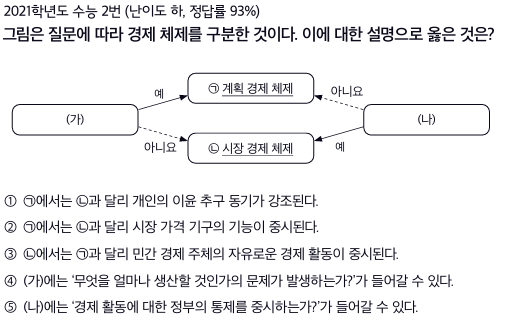 2021학년도 수능 2번 (난이도 하, 정답률 93%)
그림은 질문에 따라 경제 체제를 구분한 것이다. 이에 대한 설명으로 옳은 것은?
예
㉠ 계획 경제 체제
아니요
(가)
(나)
아니요
㉡ 시장 경제 체제
예
① ㉠에서는 ㉡과 달리 개인의 이윤 추구 동기가 강조된다.
② ㉠에서는 ㉡과 달리 시장 가격 기구의 기능이 중시된다.
③ ㉡에서는 ㉠과 달리 민간 경제 주체의 자유로운 경제 활동이 중시된다.
④ (가)에는 ‘무엇을 얼마나 생산할 것인가의 문제가 발생하는가?’가 들어갈 수 있다.
⑤ (나)에는 ‘경제 활동에 대한 정부의 통제를 중시하는가?’가 들어갈 수 있다.